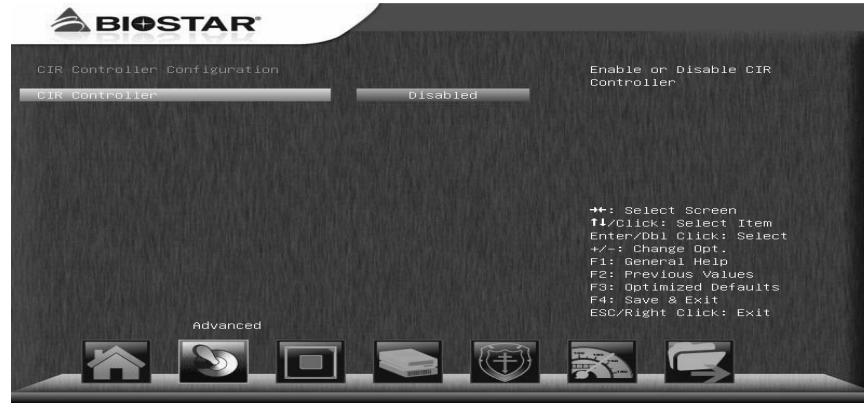 BIOSTAR
CIR Controller Configuration
CIR Controller
Disabled
Enable or Disable CIR
Controller
→←: Select Screen
↑↓/Click: Select Item
Enter/Dbl Click: Select
+/-: Change Opt.
F1: General Help
F2: Previous Values
F3: Optimized Defaults
F4: Save & Exit
ESC/Right Click: Exit
Advanced